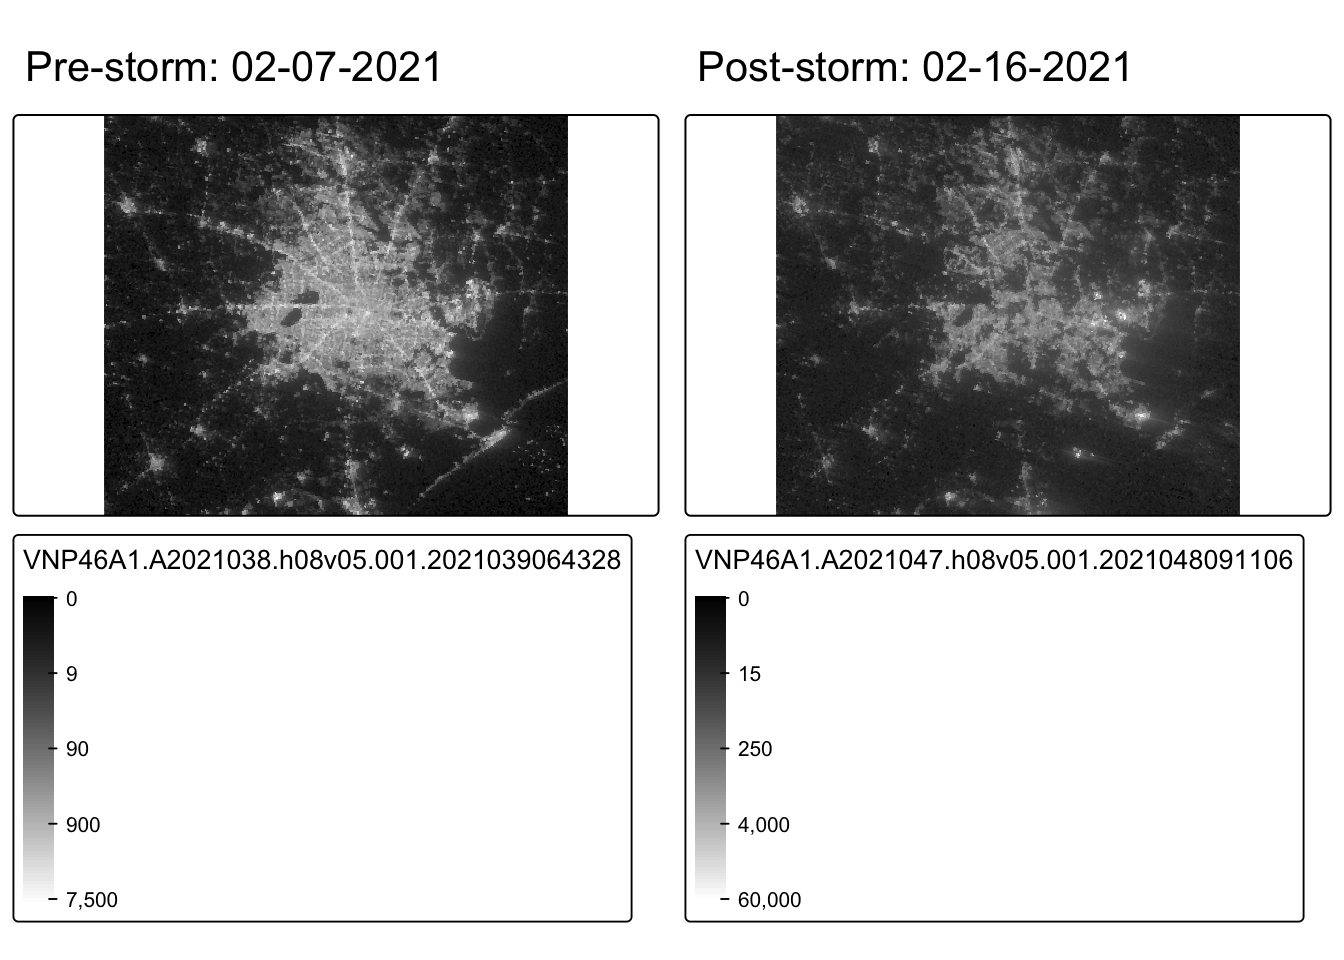 Pre-storm: 02-07-2021
Post-storm: 02-16-2021
VNP46A1.A2021038.h08v05.001.2021039064328
0
9
90
900
7,500
VNP46A1.A2021047.h08v05.001.2021048091106
0
15
250
4,000
60,000